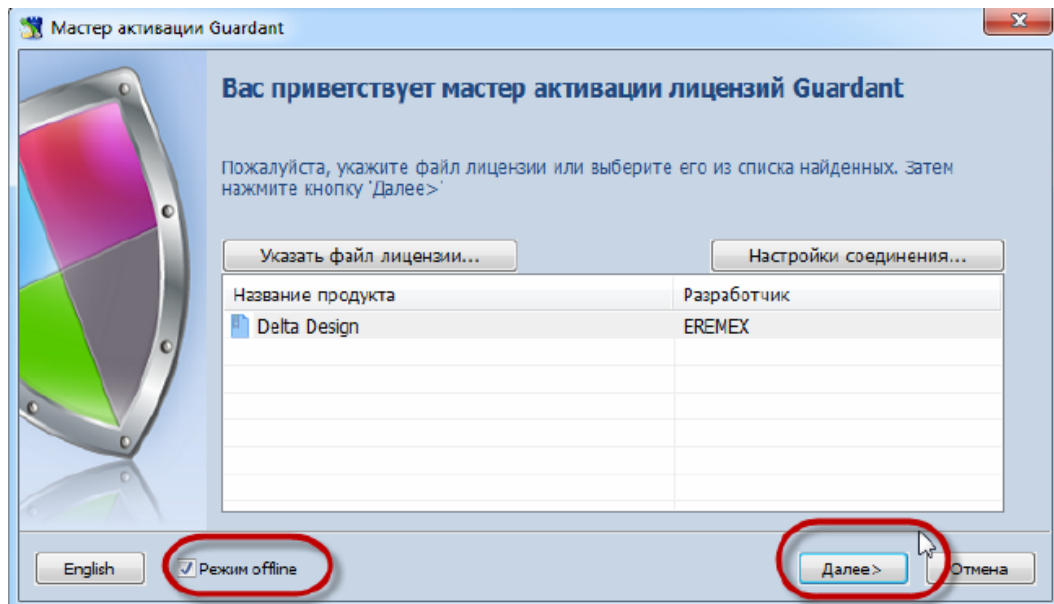 Мастер активации Guardant
Вас приветствует мастер активации лицензий Guardant
Пожалуйста, укажите файл лицензии или выберите его из списка найденных. Затем
нажмите кнопку 'Далее>'
Указать файл лицензии...
Настройки соединения...
Название продукта
Разработчик
Delta Design
EREMEX
English
Режим offline
Далее>
Отмена